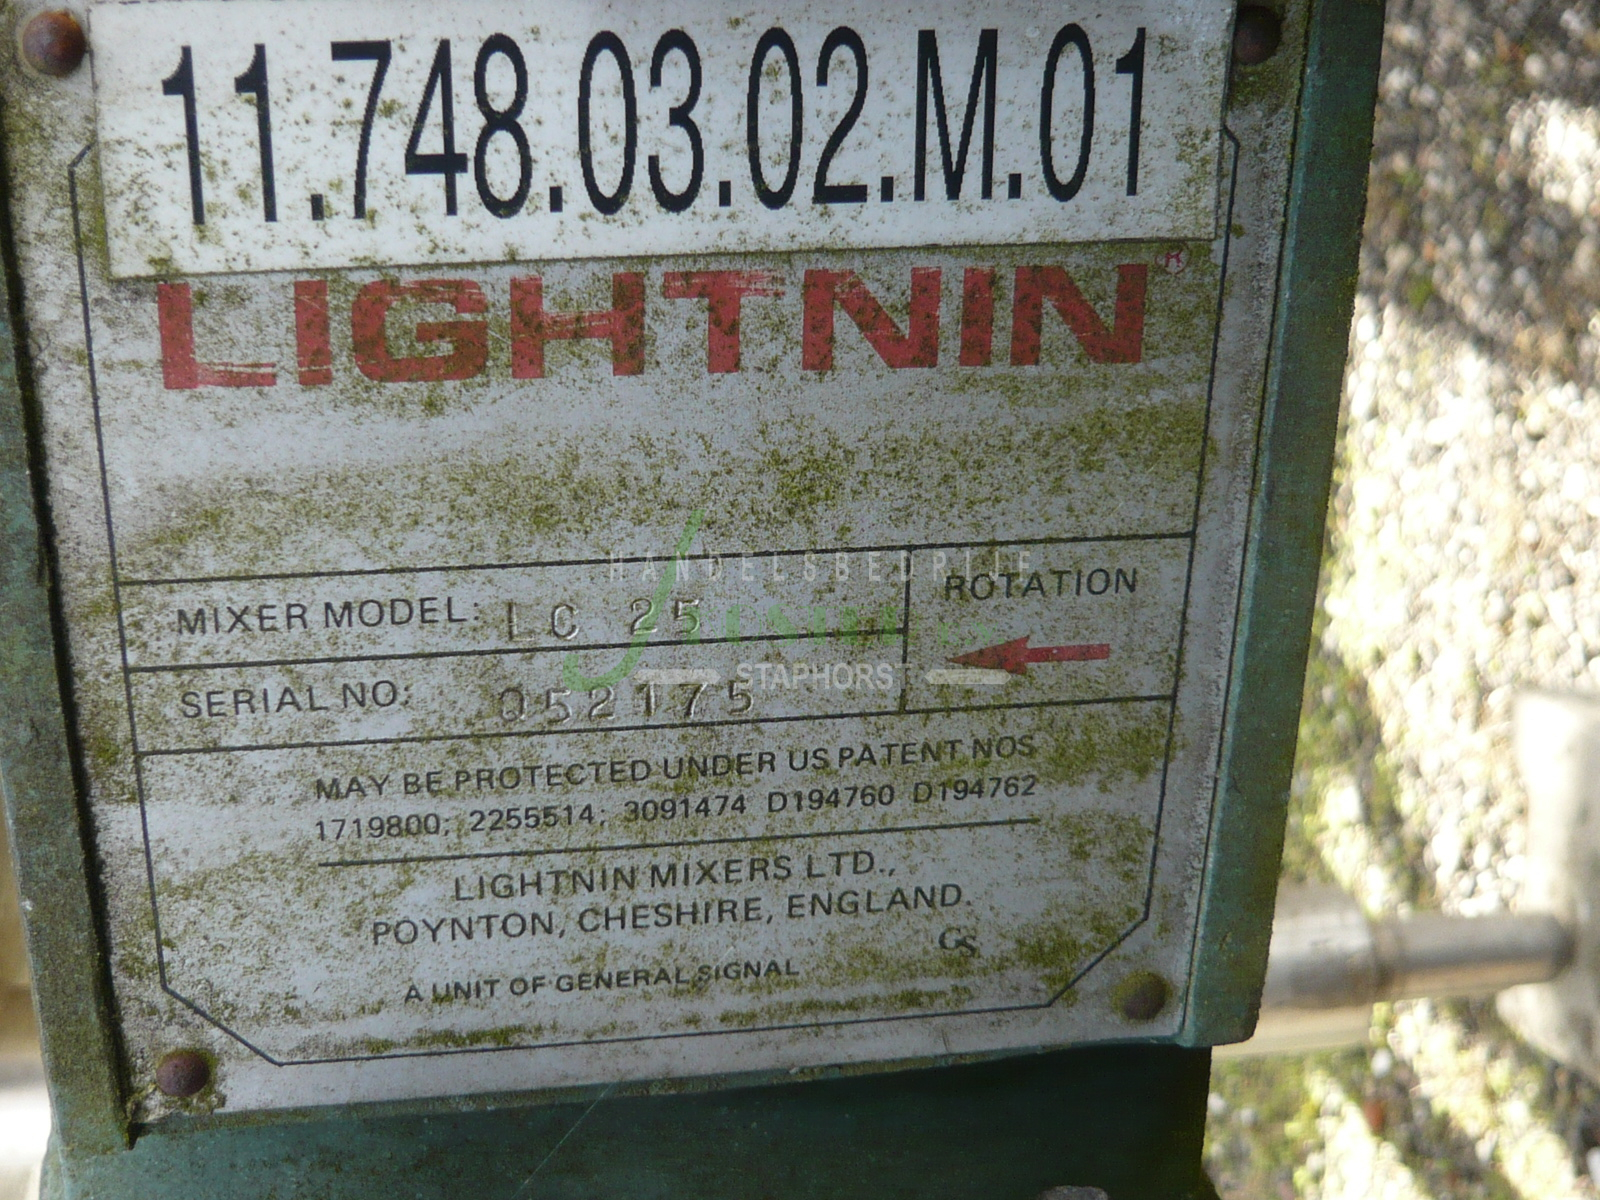 11.748.03.02.M.01
LIGHTNIN®
MIXER MODEL: LC 25
ROTATION
SERIAL NO: 052175
HANDELSBEDRIJF
STAPHORST
MAY BE PROTECTED UNDER US PATENT NOS
1719800; 2255514; 3091474 D194760 D194762
LIGHTNIN MIXERS LTD.,
POYNTON, CHESHIRE, ENGLAND.
GS
A UNIT OF GENERAL SIGNAL